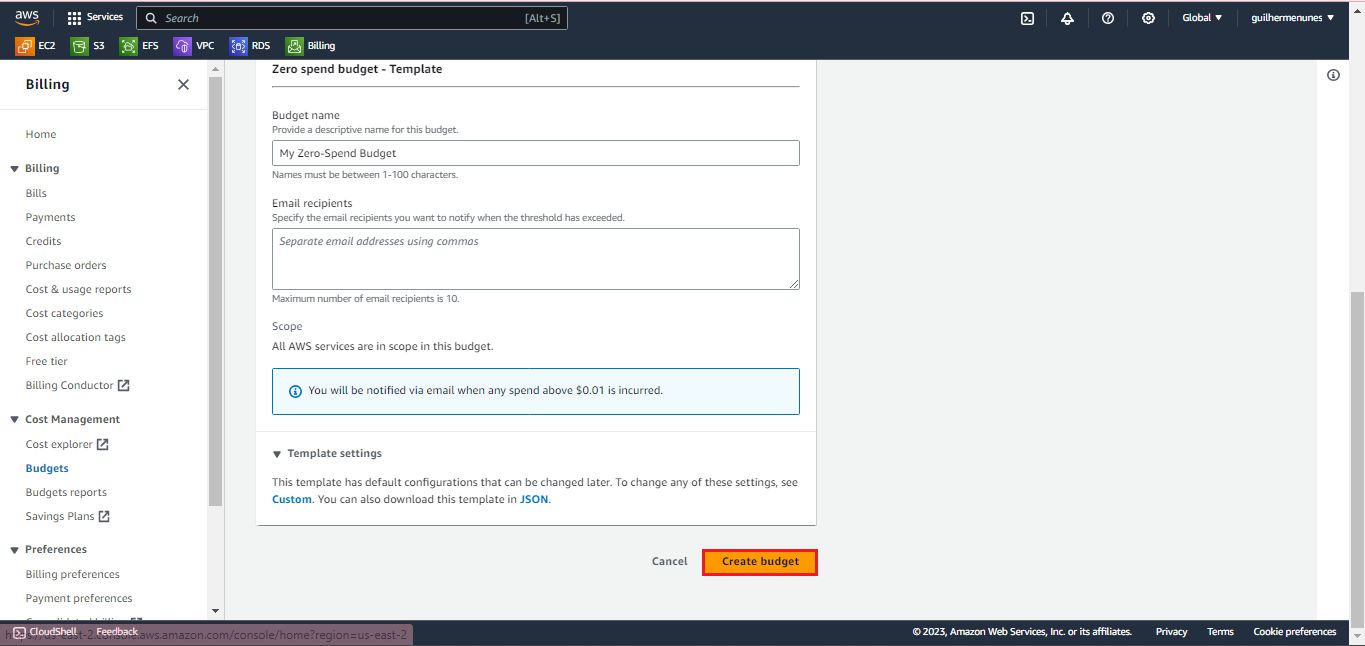 aws
Services
Search
[Alt+S]
Global ▼
guilhermenunes ▼
EC2
S3
EFS
VPC
RDS
Billing
Billing
Home
Billing
Bills
Payments
Credits
Purchase orders
Cost & usage reports
Cost categories
Cost allocation tags
Free tier
Billing Conductor
Cost Management
Cost explorer
Budgets
Budgets reports
Savings Plans
Preferences
Billing preferences
Payment preferences
Zero spend budget - Template
Budget name
Provide a descriptive name for this budget.
My Zero-Spend Budget
Names must be between 1-100 characters.
Email recipients
Specify the email recipients you want to notify when the threshold has exceeded.
Separate email addresses using commas
Maximum number of email recipients is 10.
Scope
All AWS services are in scope in this budget.
You will be notified via email when any spend above $0.01 is incurred.
Template settings
This template has default configurations that can be changed later. To change any of these settings, see
Custom. You can also download this template in JSON.
Cancel
Create budget
CloudShell
Feedback
https://us-east-2.console.aws.amazon.com/console/home?region=us-east-2
© 2023, Amazon Web Services, Inc. or its affiliates.
Privacy
Terms
Cookie preferences